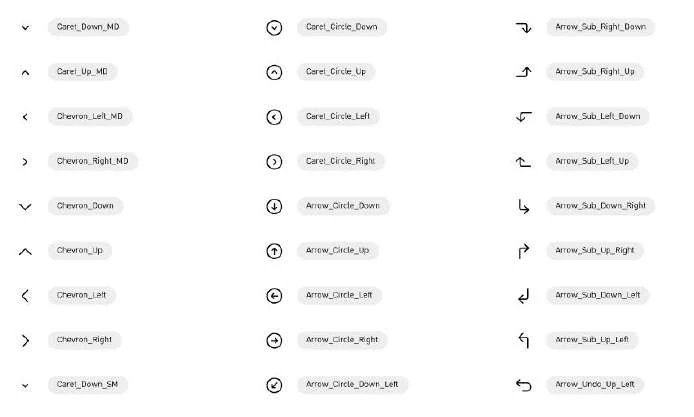 Caret_Down_MD
Caret_Circle_Down
Arrow_Sub_Right_Down
Caret_Up_MD
Caret_Circle_Up
Arrow_Sub_Right_Up
Chevron_Left_MD
Caret_Circle_Left
Arrow_Sub_Left_Down
Chevron_Right_MD
Caret_Circle_Right
Arrow_Sub_Left_Up
Chevron_Down
Arrow_Circle_Down
Arrow_Sub_Down_Right
Chevron_Up
Arrow_Circle_Up
Arrow_Sub_Up_Right
Chevron_Left
Arrow_Circle_Left
Arrow_Sub_Down_Left
Chevron_Right
Arrow_Circle_Right
Arrow_Sub_Up_Left
Caret_Down_SM
Arrow_Circle_Down_Left
Arrow_Undo_Up_Left